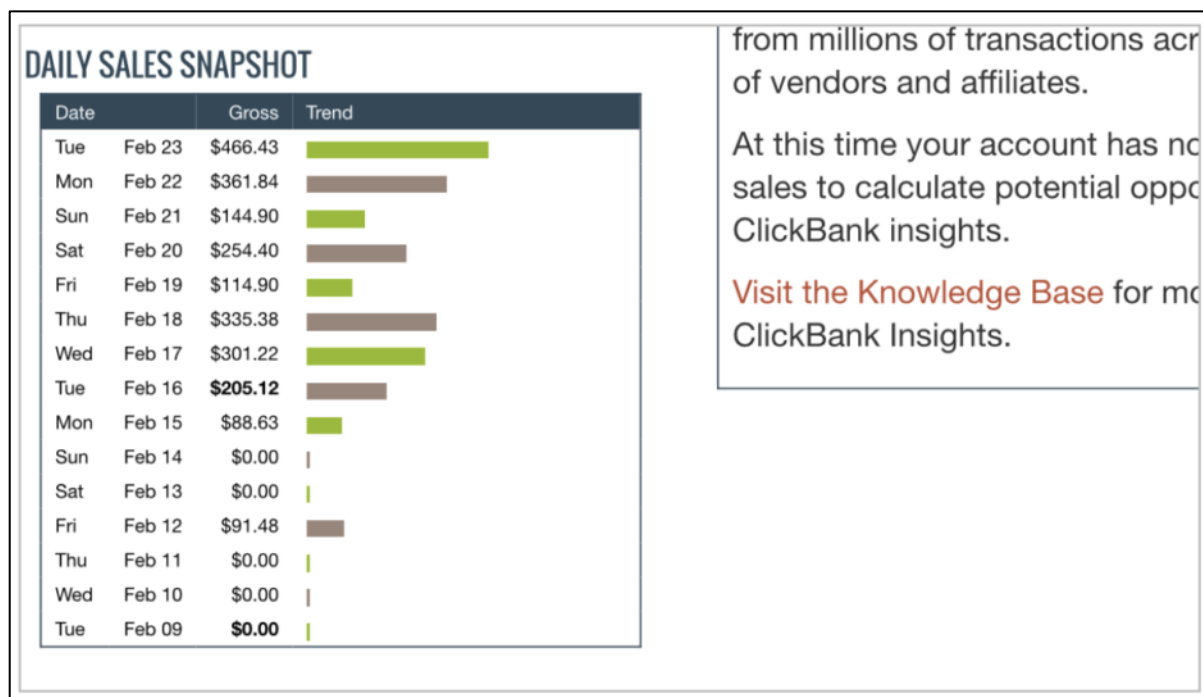 DAILY SALES SNAPSHOT
Date Gross Trend
Tue Feb 23 $466.43
Mon Feb 22 $361.84
Sun Feb 21 $144.90
Sat Feb 20 $254.40
Fri Feb 19 $114.90
Thu Feb 18 $335.38
Wed Feb 17 $301.22
Tue Feb 16 $205.12
Mon Feb 15 $88.63
Sun Feb 14 $0.00
Sat Feb 13 $0.00
Fri Feb 12 $91.48
Thu Feb 11 $0.00
Wed Feb 10 $0.00
Tue Feb 09 $0.00
from millions of transactions
of vendors and affiliates.
At this time your account has
sales to calculate potential
ClickBank insights.
Visit the Knowledge Base for
ClickBank Insights.